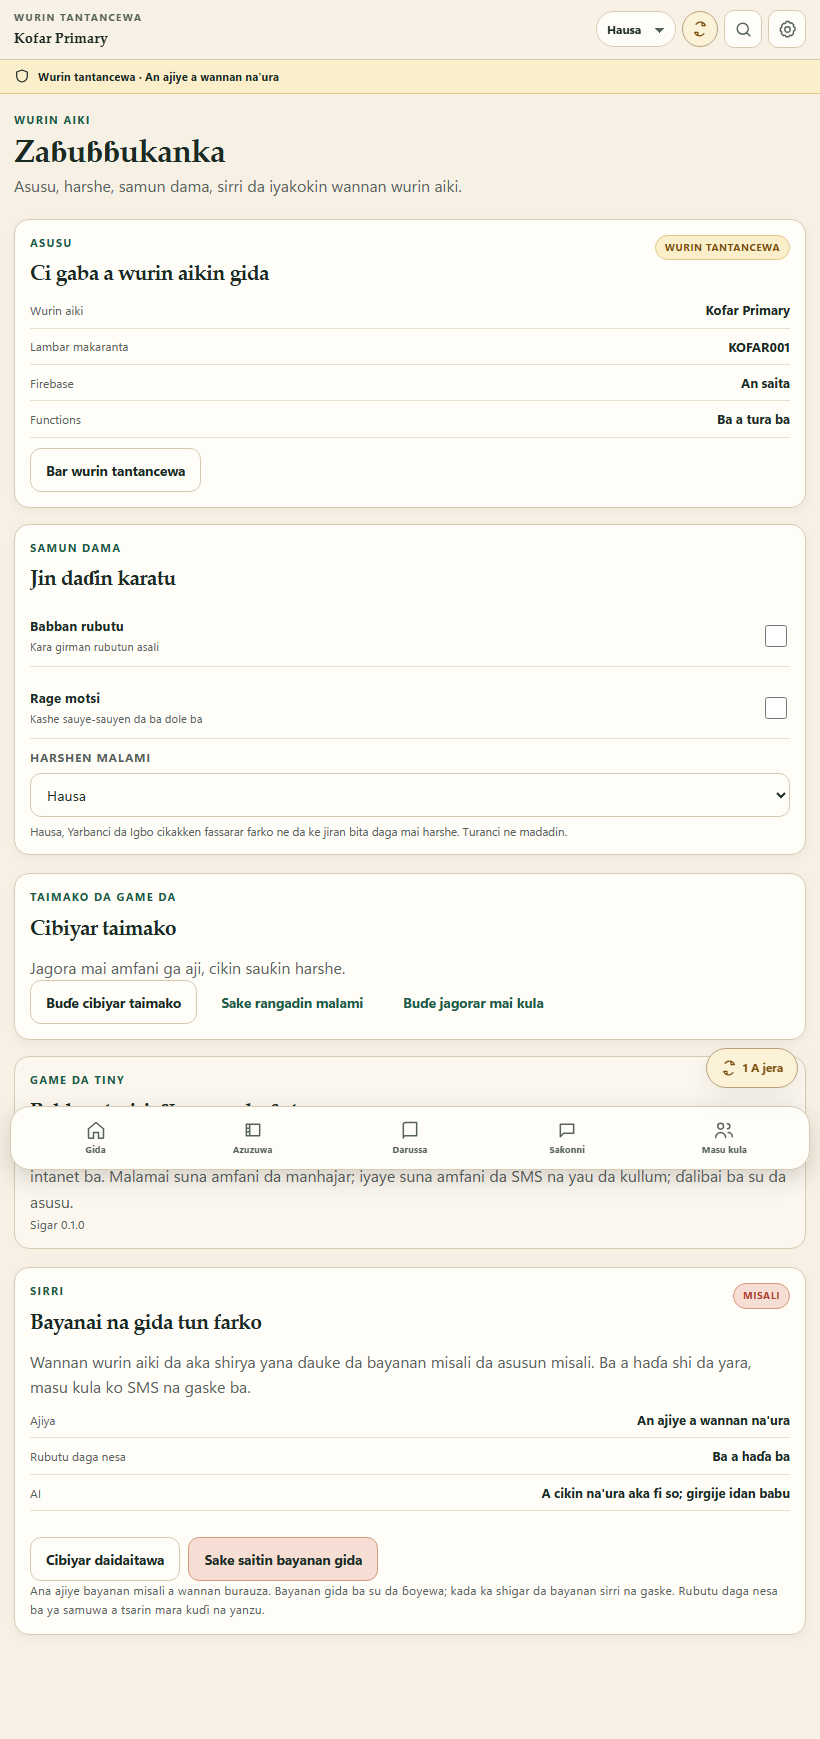 WURIN TANTANCEWA
Kofar Primary
Hausa
Wurin tantancewa · An ajiye a wannan na'ura
WURIN AIKI
Zaɓuɓɓukanka
Asusu, harshe, samun dama, sirri da iyakokin wannan wurin aiki.
ASUSU
WURIN TANTANCEWA
Ci gaba a wurin aikin gida
Wurin aiki Kofar Primary
Lambar makaranta KOFAR001
Firebase An saita
Functions Ba a tura ba
Bar wurin tantancewa
SAMUN DAMA
Jin daɗin karatu
Babban rubutu
Kara girman rubutun asali
Rage motsi
Kashe sauye-sauyen da ba dole ba
HARSHEN MALAMI
Hausa
Hausa, Yarbanci da Igbo cikakken fassarar farko ne da ke jiran bita daga mai harshe. Turanci ne madadin.
TAIMAKO DA GAME DA
Cibiyar taimako
Jagora mai amfani ga aji, cikin sauƙin harshe.
Buɗe cibiyar taimako Sake rangadin malami Buɗe jagorar mai kula
GAME DA TINY
1 A jera
Gida Azuzuwa Darussa Saƙonni Masu kula
intanet ba. Malamai suna amfani da manhajar; iyaye suna amfani da SMS na yau da kullum; ɗalibai ba su da
asusu.
Sigar 0.1.0
SIRRI
MISALI
Bayanai na gida tun farko
Wannan wurin aiki da aka shirya yana ɗauke da bayanan misali da asusun misali. Ba a haɗa shi da yara,
masu kula ko SMS na gaske ba.
Ajiya An ajiye a wannan na'ura
Rubutu daga nesa Ba a haɗa ba
AI A cikin na'ura aka fi so; girgije idan babu
Cibiyar daidaitawa Sake saitin bayanan gida
Ana ajiye bayanan misali a wannan burauza. Bayanan gida ba su da ɓoyewa; kada ka shigar da bayanan sirri na gaske. Rubutu daga nesa
ba ya samuwa a tsarin mara kuɗi na yanzu.